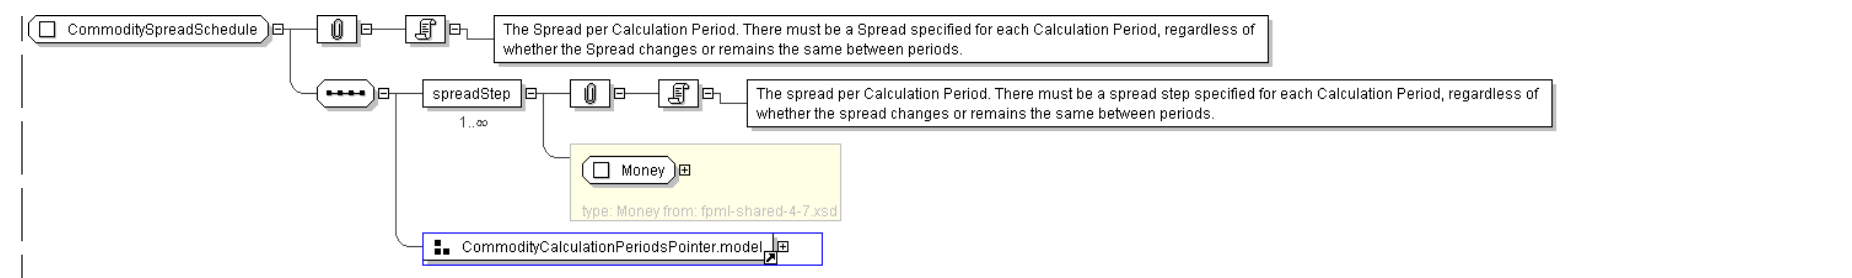 CommoditySpreadSchedule
The Spread per Calculation Period. There must be a Spread specified for each Calculation Period, regardless of
whether the Spread changes or remains the same between periods.
spreadStep
1..∞
The spread per Calculation Period. There must be a spread step specified for each Calculation Period, regardless of
whether the spread changes or remains the same between periods.
Money
type: Money from: fpml-shared-4-7.xsd
CommodityCalculationPeriodsPointer.model